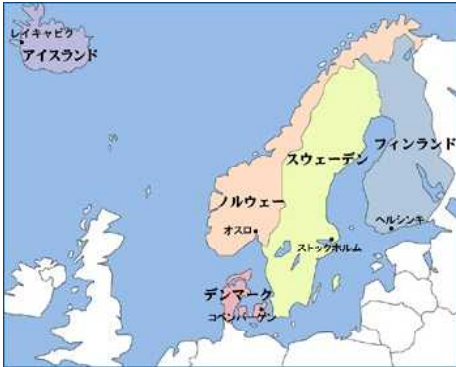 レイキャビク
アイスランド
フィンランド
スウェーデン
ノルウェー
オスロ
ヘルシンキ
ストックホルム
デンマーク
コペンハーゲン